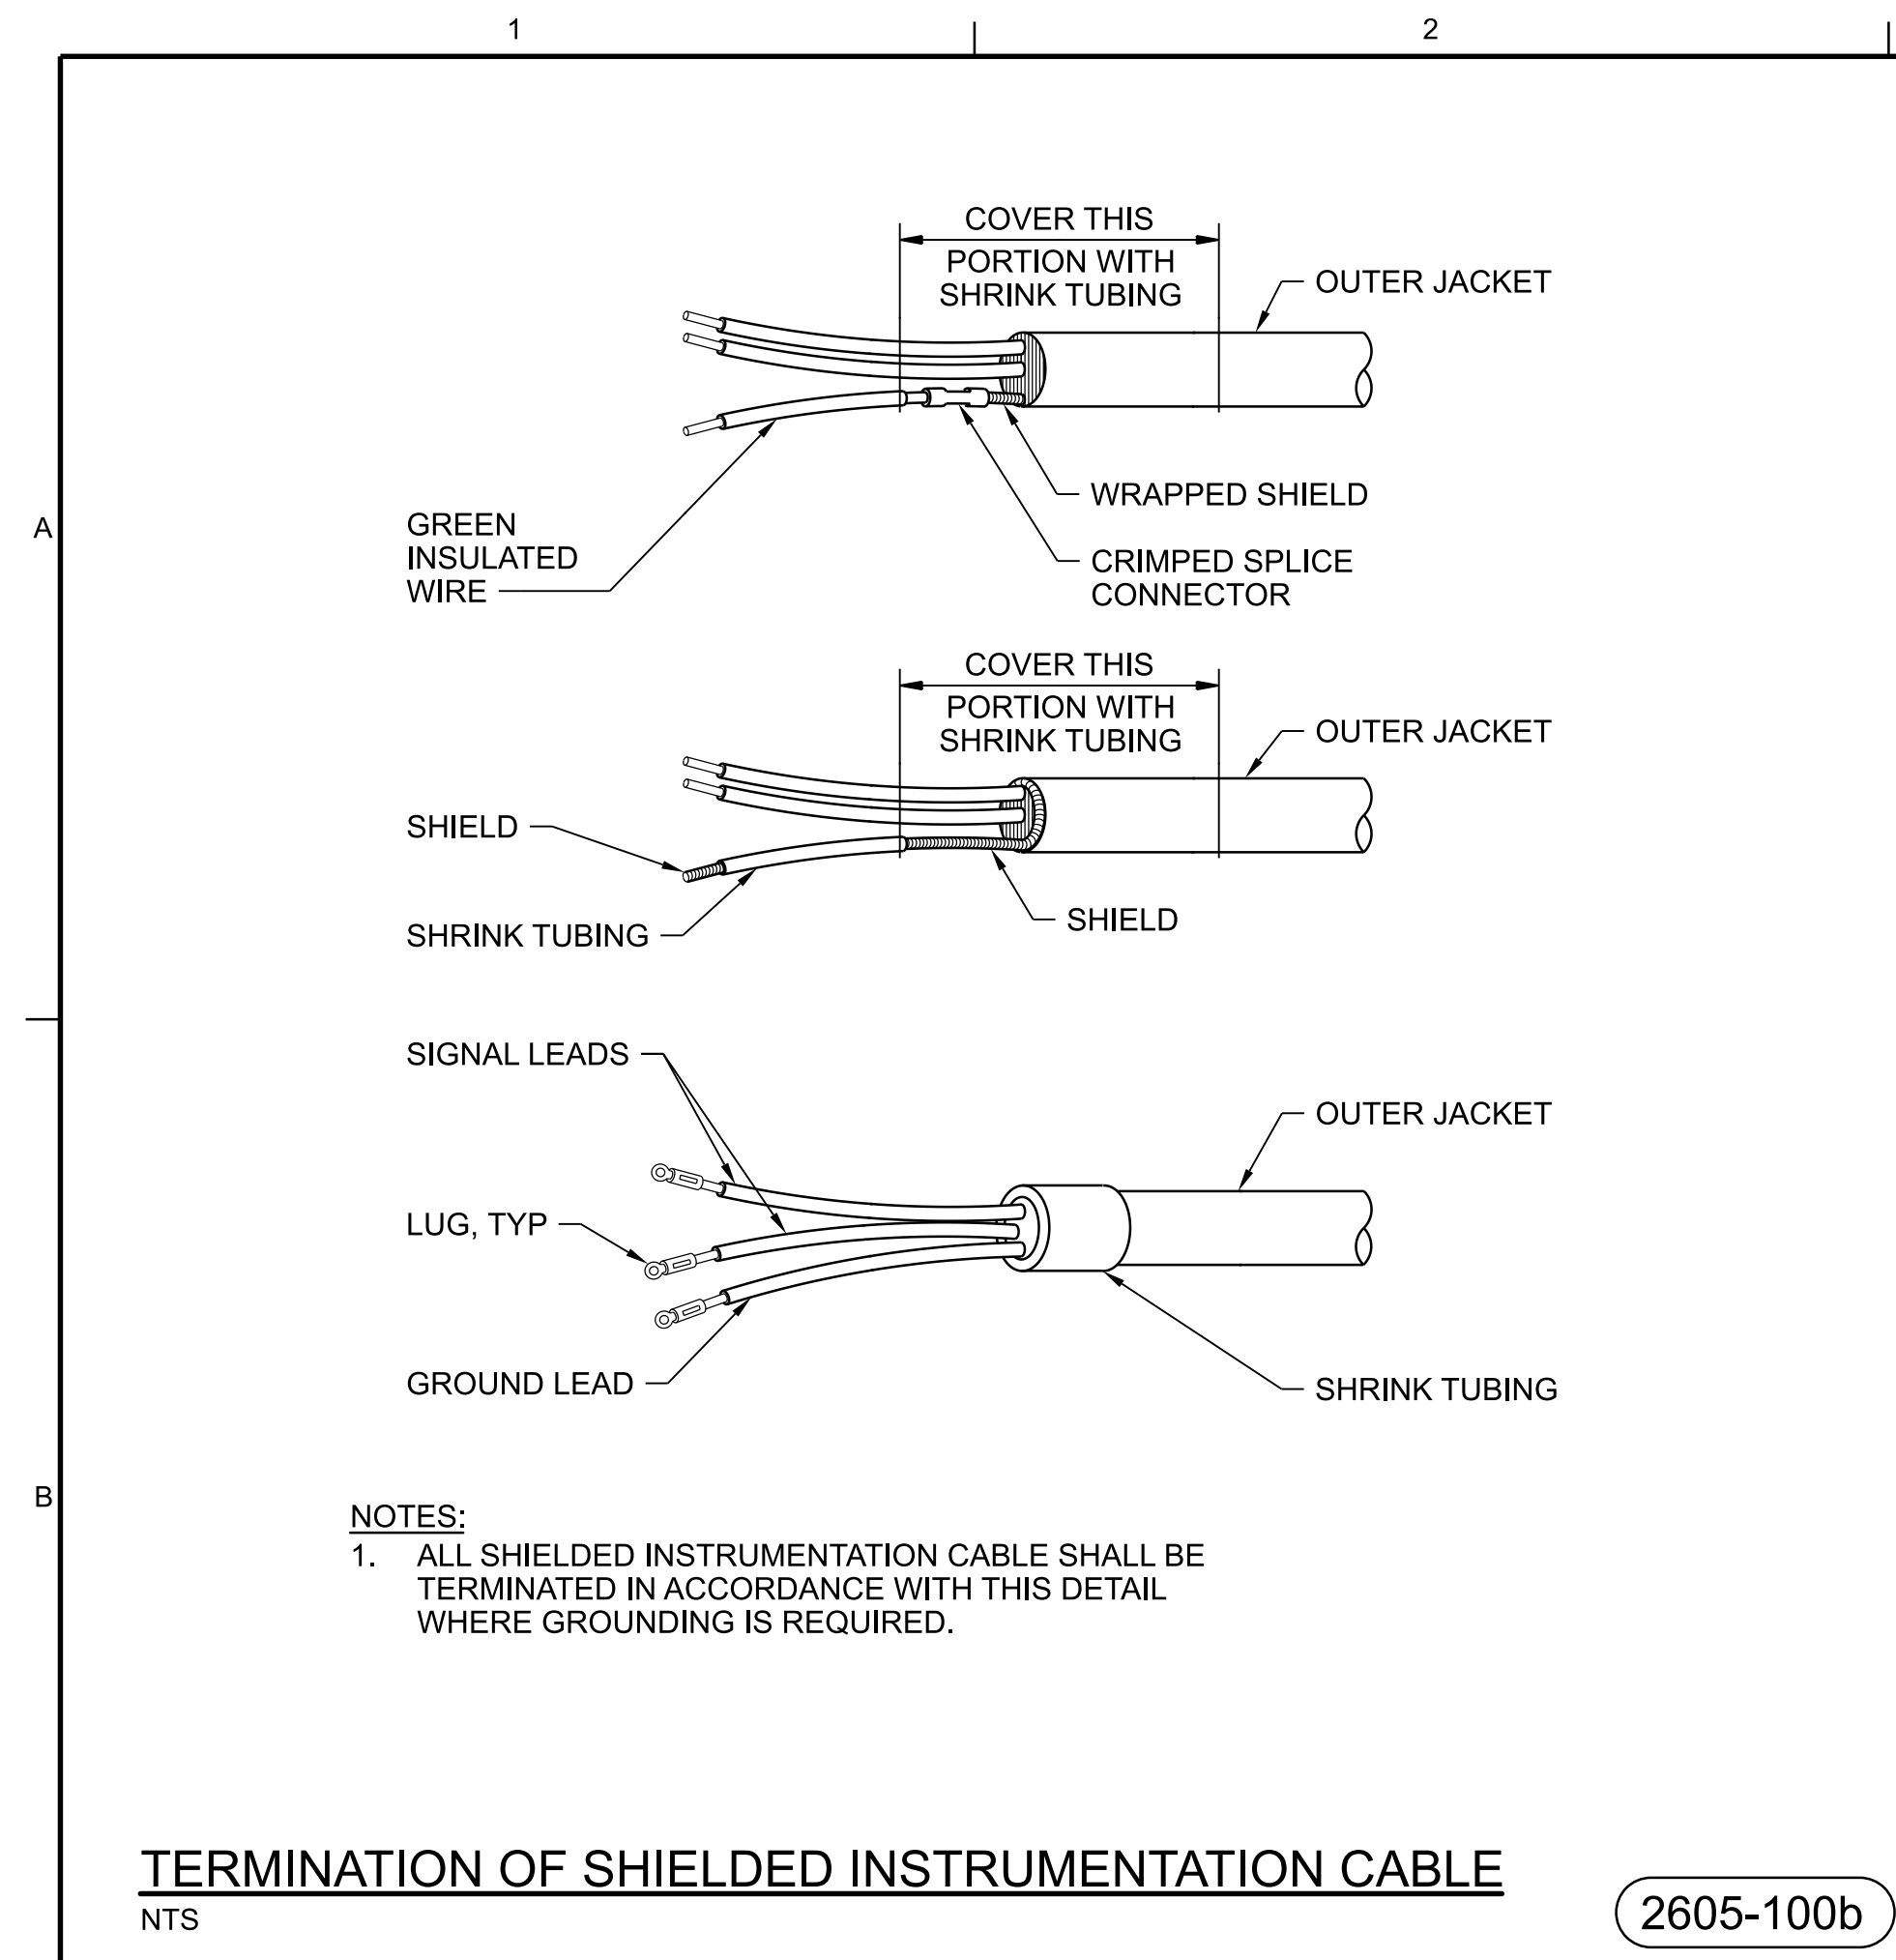 1
2
COVER THIS
PORTION WITH
SHRINK TUBING
OUTER JACKET
WRAPPED SHIELD
A
GREEN
INSULATED
WIRE
CRIMPED SPLICE
CONNECTOR
COVER THIS
PORTION WITH
SHRINK TUBING
OUTER JACKET
SHIELD
SHRINK TUBING
SHIELD
SIGNAL LEADS
OUTER JACKET
LUG, TYP
GROUND LEAD
SHRINK TUBING
B
NOTES:
1. ALL SHIELDED INSTRUMENTATION CABLE SHALL BE
TERMINATED IN ACCORDANCE WITH THIS DETAIL
WHERE GROUNDING IS REQUIRED.
TERMINATION OF SHIELDED INSTRUMENTATION CABLE
NTS
2605-100b